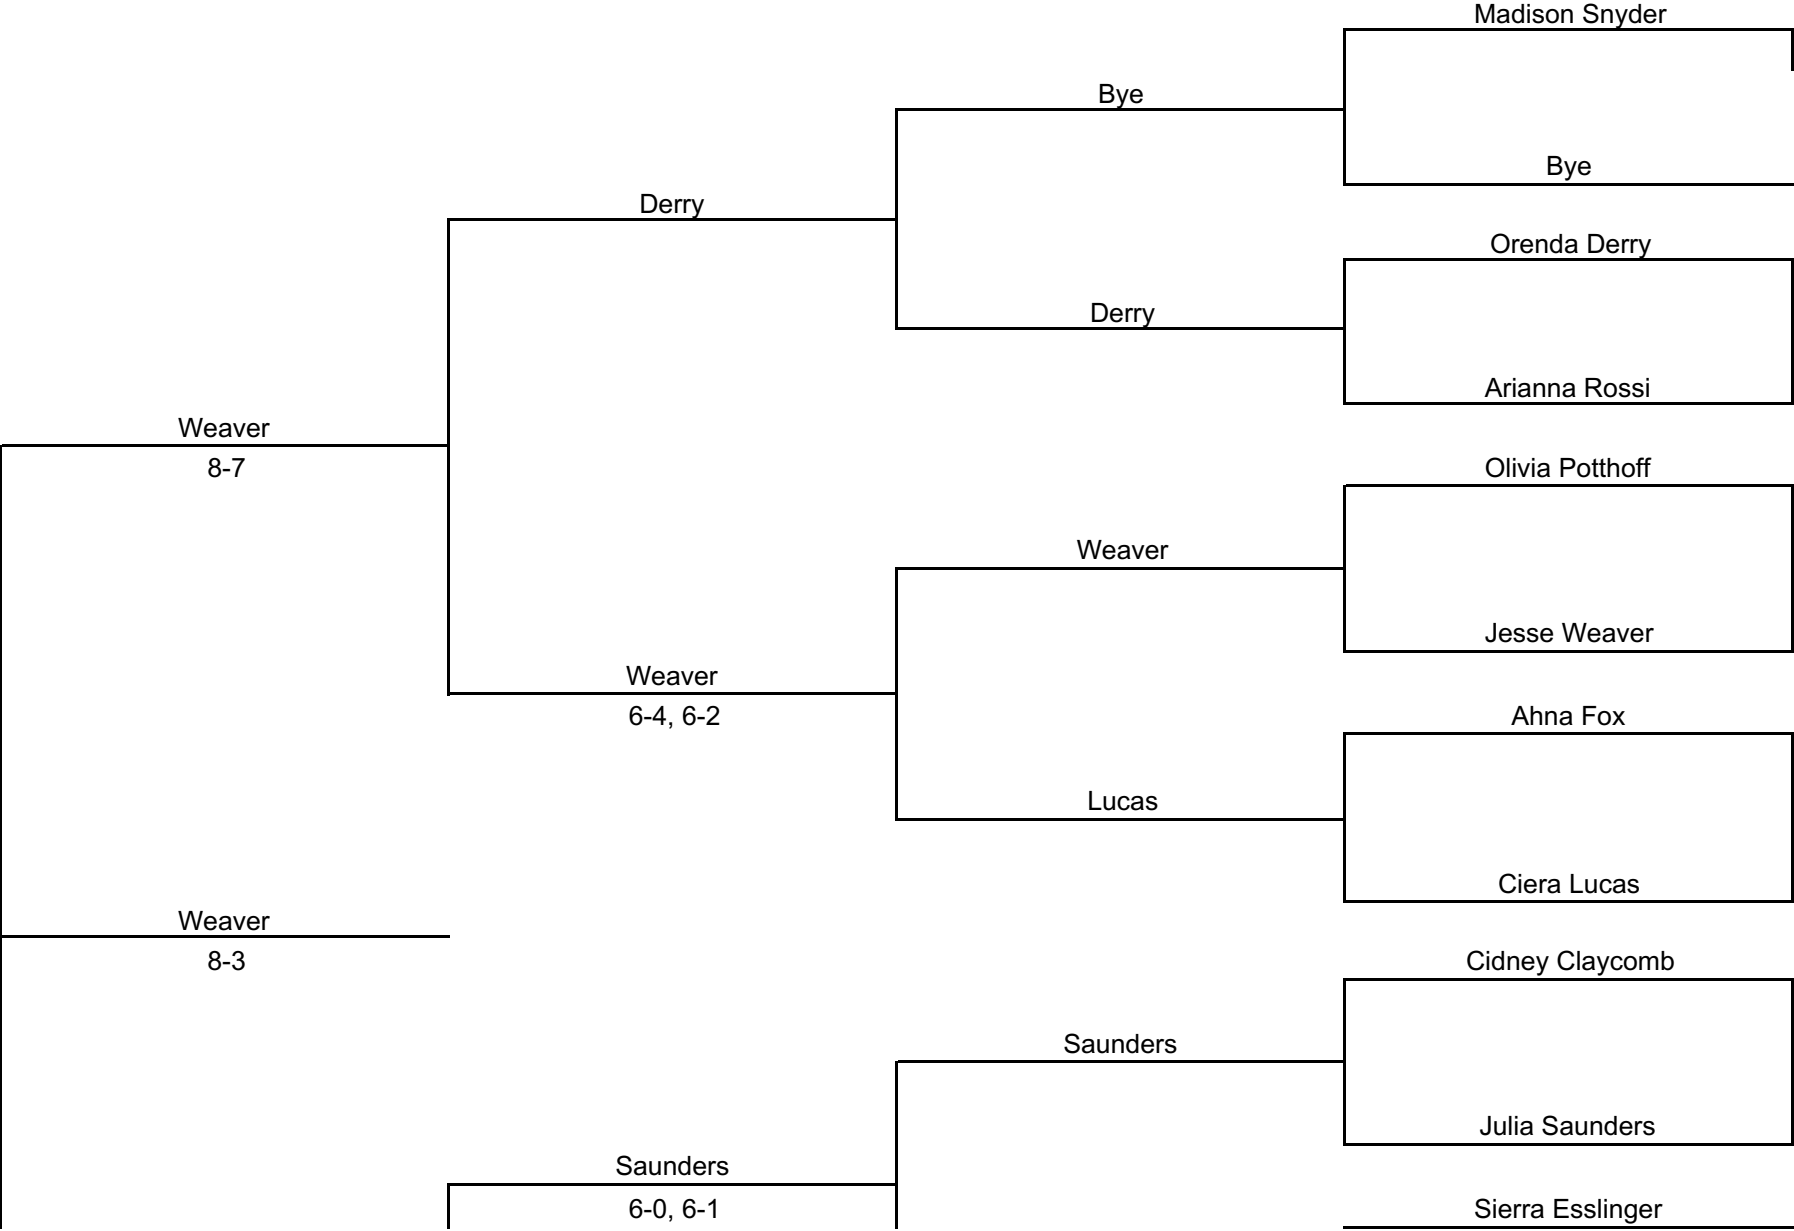 Madison Snyder
Bye
Bye
Derry
Orenda Derry
Derry
Arianna Rossi
Weaver
8-7
Olivia Potthoff
Weaver
Jesse Weaver
Weaver
6-4, 6-2
Ahna Fox
Lucas
Ciera Lucas
Weaver
8-3
Cidney Claycomb
Saunders
Julia Saunders
Saunders
6-0, 6-1
Sierra Esslinger